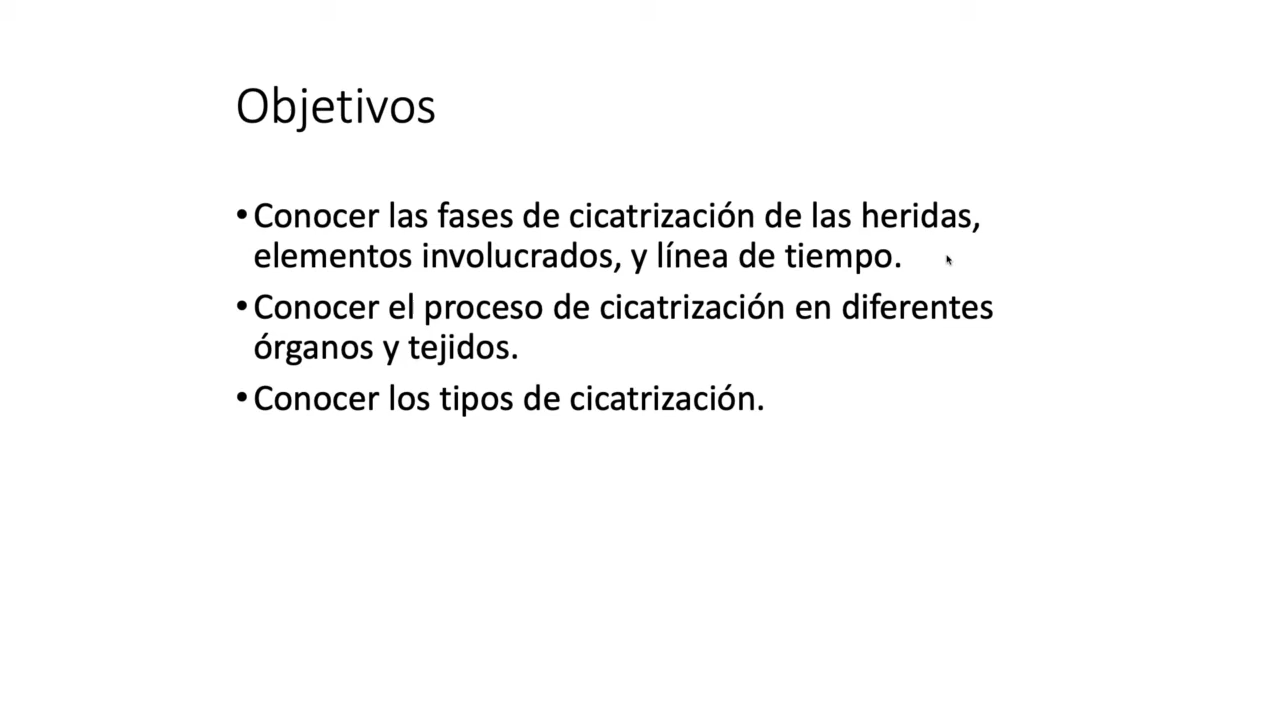 Objetivos
• Conocer las fases de cicatrización de las heridas,
elementos involucrados, y línea de tiempo.
• Conocer el proceso de cicatrización en diferentes
órganos y tejidos.
• Conocer los tipos de cicatrización.